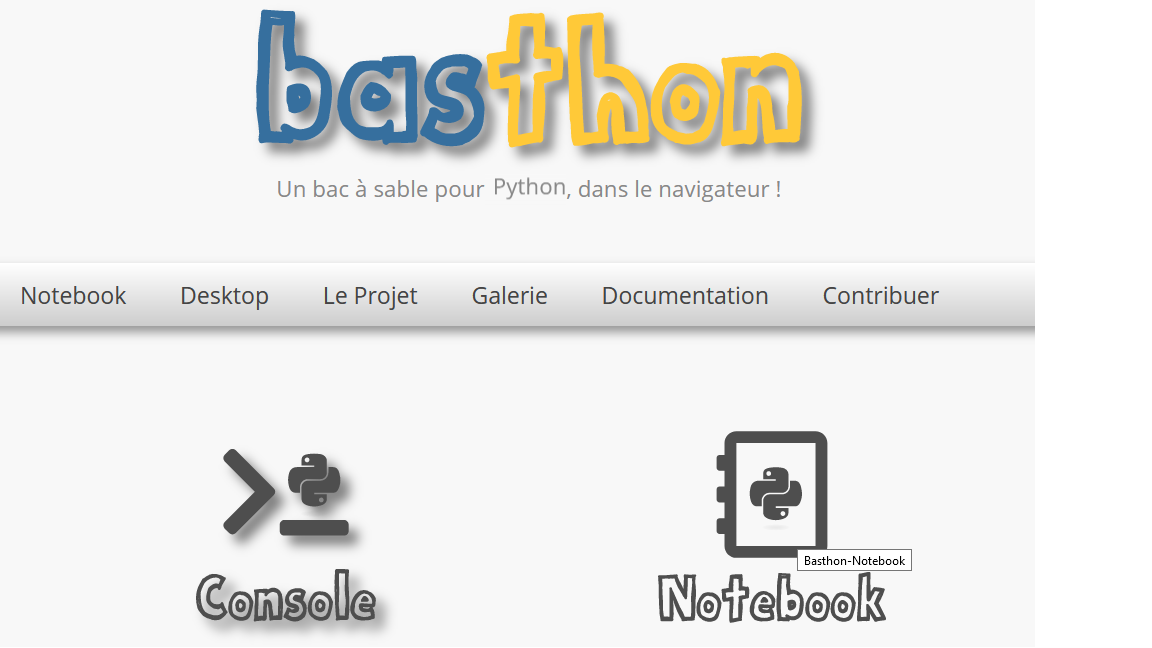 basthon
Un bac à sable pour Python, dans le navigateur !
Notebook Desktop Le Projet Galerie Documentation Contribuer
Basthon-Notebook
Console Notebook